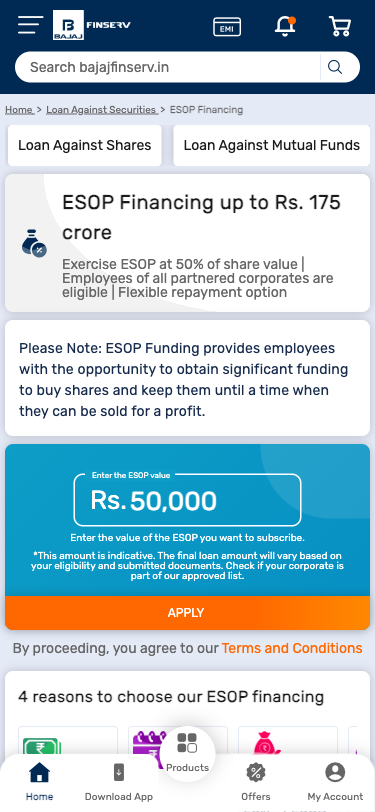 B
BAJAJ
FINSERV
EMI
Search bajajfinserv.in
Home > Loan Against Securities > ESOP Financing
Loan Against Shares
Loan Against Mutual Funds
ESOP Financing up to Rs. 175
crore
Exercise ESOP at 50% of share value |
Employees of all partnered corporates are
eligible | Flexible repayment option
Please Note: ESOP Funding provides employees
with the opportunity to obtain significant funding
to buy shares and keep them until a time when
they can be sold for a profit.
Enter the ESOP value
Rs. 50,000
Enter the value of the ESOP you want to subscribe.
*This amount is indicative. The final loan amount will vary based on
your eligibility and submitted documents. Check if your corporate is
part of our approved list.
APPLY
By proceeding, you agree to our Terms and Conditions
4 reasons to choose our ESOP financing
Home
Download App
Products
Offers
My Account